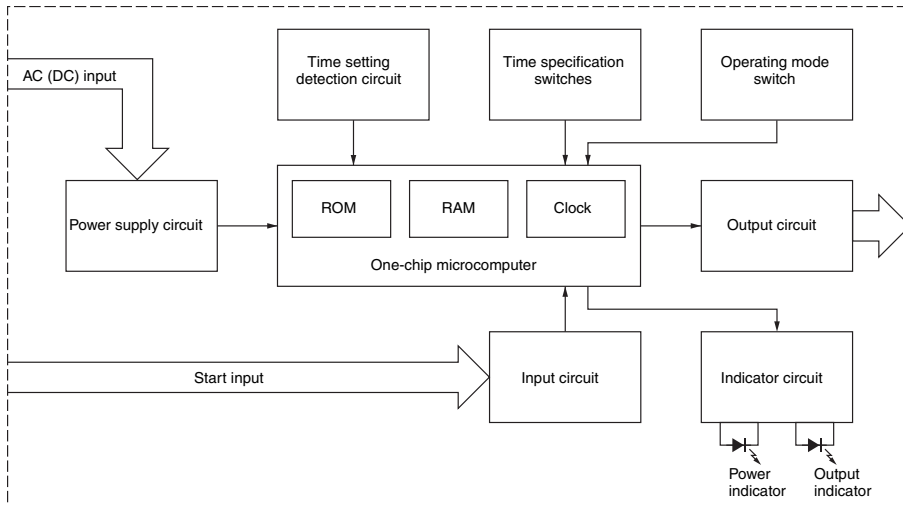 AC (DC) input
Time setting
detection circuit
Time specification
switches
Operating mode
switch
Power supply circuit
ROM
RAM
Clock
One-chip microcomputer
Output circuit
Start input
Input circuit
Indicator circuit
Power
indicator
Output
indicator